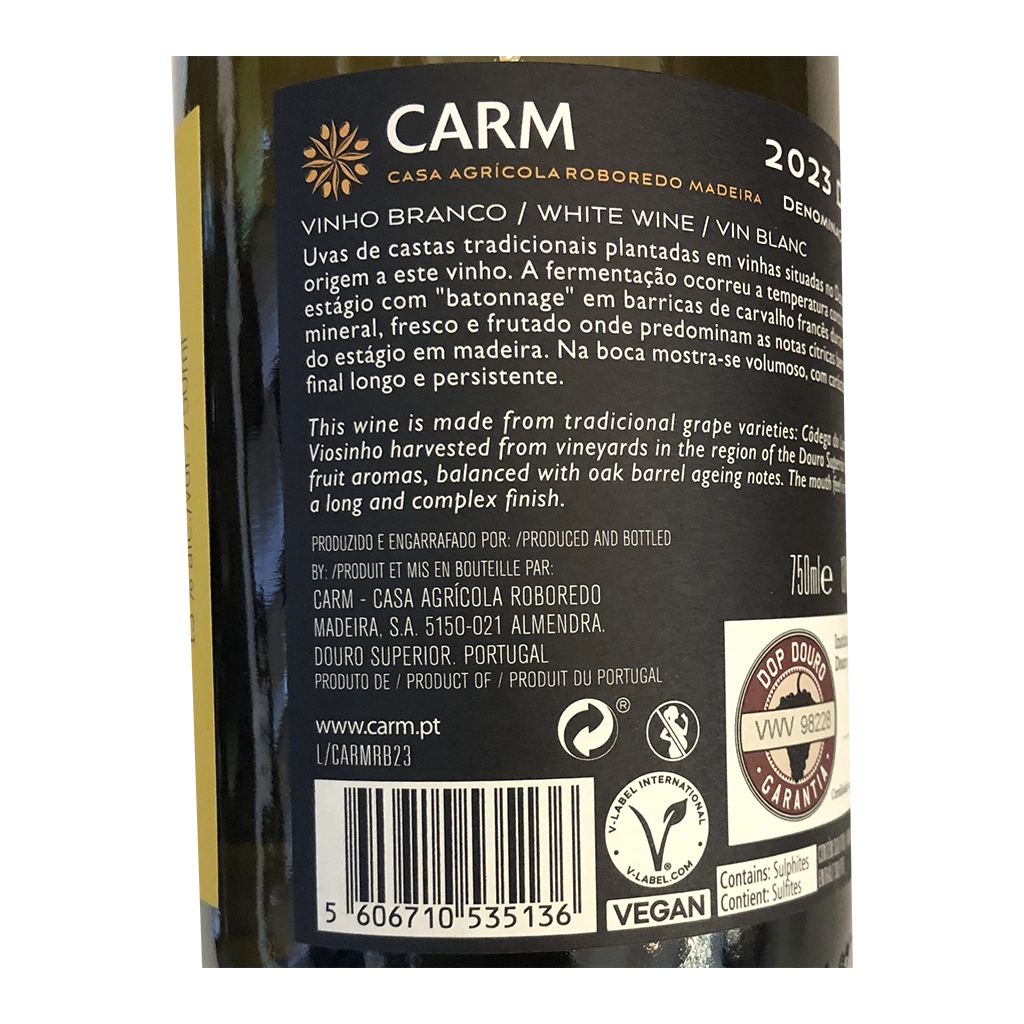 CARM
CASA AGRÍCOLA ROBOREDO MADEIRA
2023
VINHO BRANCO / WHITE WINE / VIN BLANC
Uvas de castas tradicionais plantadas em vinhas situadas no
origem a este vinho. A fermentação ocorreu a temperatura
estágio com "batonnage" em barricas de carvalho francês
mineral, fresco e frutado onde predominam as notas cítricas
do estágio em madeira. Na boca mostra-se volumoso, com
final longo e persistente.
This wine is made from tradicional grape varieties: Côdega do
Viosinho harvested from vineyards in the region of the Douro Superior
fruit aromas, balanced with oak barrel ageing notes. The mouth
a long and complex finish.
PRODUZIDO E ENGARRAFADO POR: /PRODUCED AND BOTTLED
BY: /PRODUIT ET MIS EN BOUTEILLE PAR:
CARM - CASA AGRÍCOLA ROBOREDO
MADEIRA, S.A. 5150-021 ALMENDRA.
DOURO SUPERIOR. PORTUGAL
PRODUTO DE / PRODUCT OF / PRODUIT DU PORTUGAL
750ml e
www.carm.pt
L/CARMRB23
DOP DOURO
VWV 98228
GARANTIA
V-LABEL INTERNATIONAL
V-LABEL.COM
VEGAN
Contains: Sulphites
Contient: Sulfites
5 606710 535136